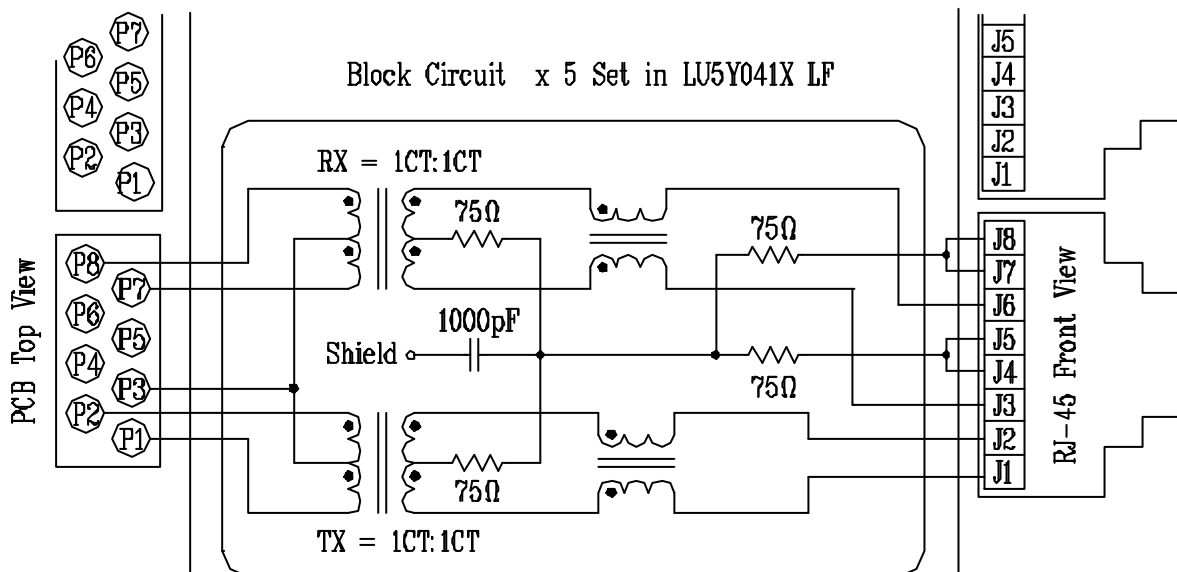 Block Circuit x 5 Set in LU5Y041X LF
P7
P6
P5
P4
P3
P2
P1
J5
J4
J3
J2
J1
RX = 1CT:1CT
75Ω
75Ω
PCB Top View
P8
P7
P6
P5
P4
P3
P2
P1
1000pF
Shield
75Ω
75Ω
TX = 1CT:1CT
J8
J7
J6
J5
J4
J3
J2
J1
RJ-45 Front View